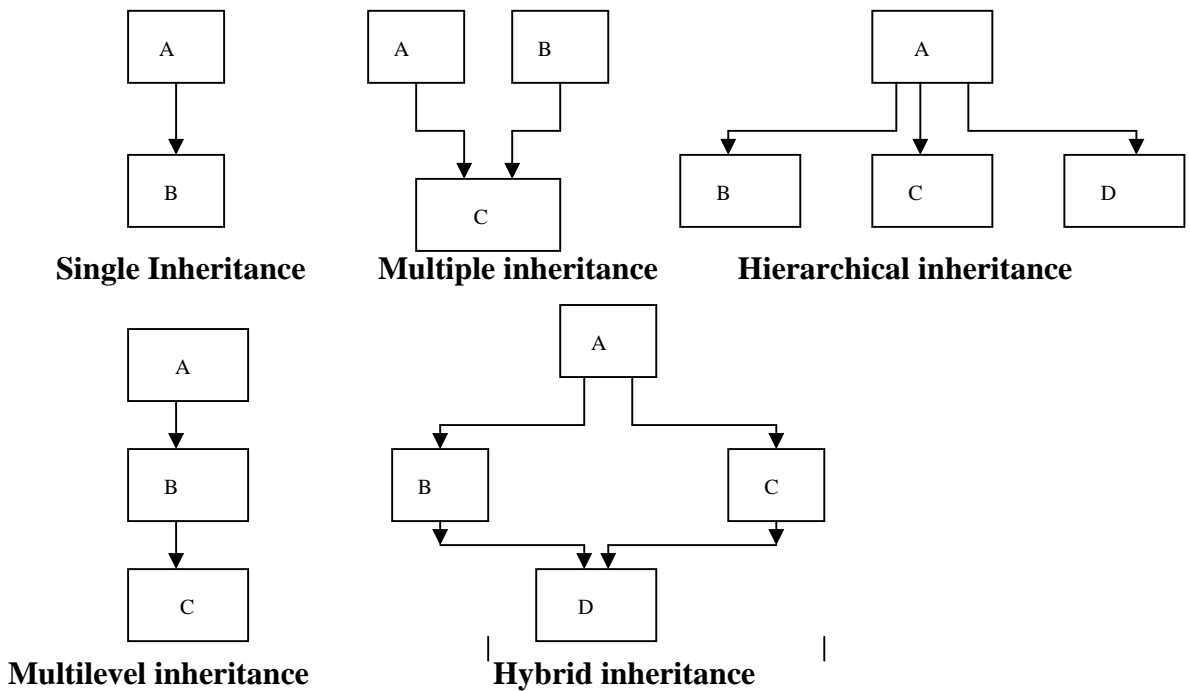 A
B
Single Inheritance
A
B
C
Multiple inheritance
A
B
C
D
Hierarchical inheritance
A
B
C
Multilevel inheritance
A
B
C
D
Hybrid inheritance